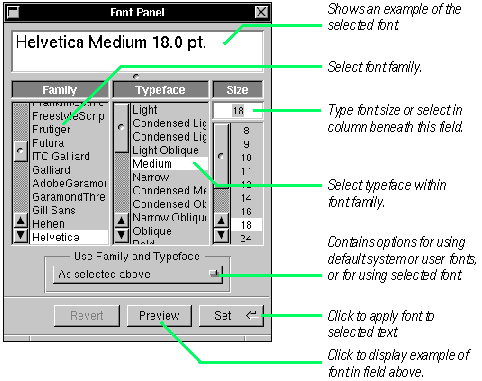 Font Panel
Helvetica Medium 18.0 pt.
Family
Typeface
Size
FreestyleScrip
Frutiger
Futura
ITC Galliard
Galliard
AdobeGaramon
GaramondThre
Gill Sans
Hehen
Helvetica
Light
Condensed Lig
Condensed Lig
Light Oblique
Medium
Narrow
Condensed Me
Condensed Ob
Narrow Obliqu
Oblique
18
8
9
10
11
12
14
16
18
24
Use Family and Typeface
As selected above
Revert
Preview
Set
Shows an example of the
selected font.
Select font family.
Type font size or select in
column beneath this field.
Select typeface within
font family.
Contains options for using
default system or user fonts,
or for using selected font.
Click to apply font to
selected text.
Click to display example of
font in field above.